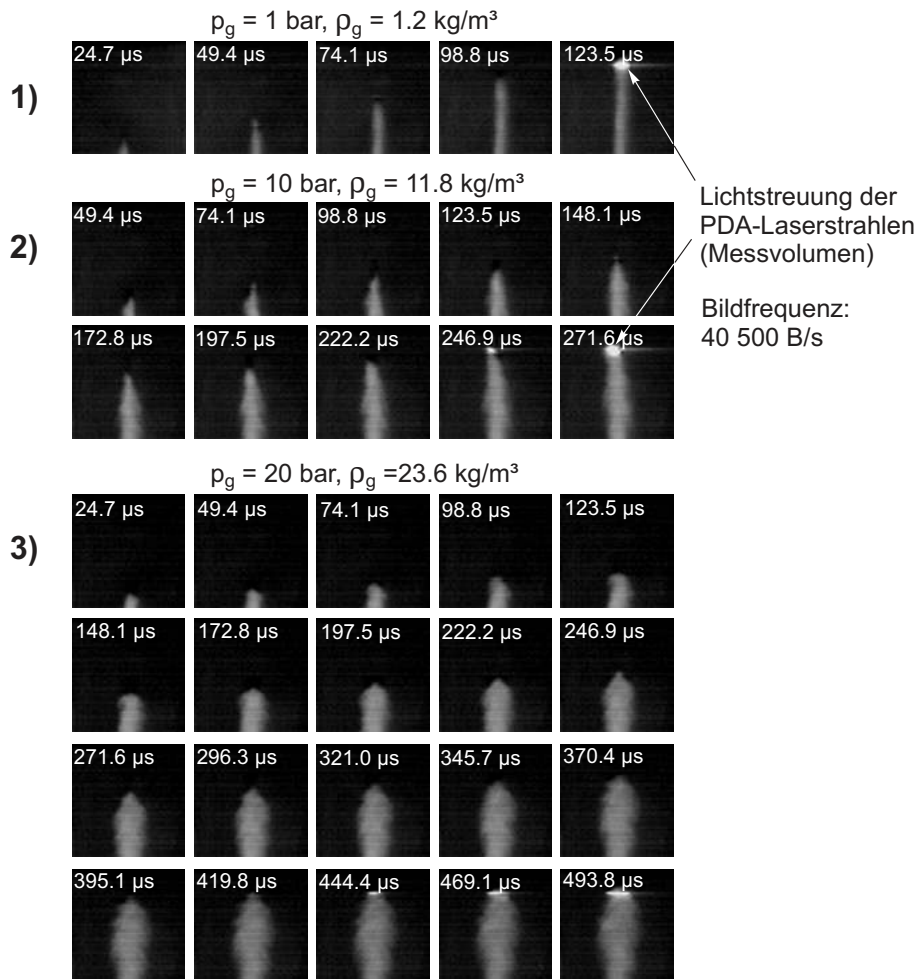 p_g = 1 bar, ρ_g = 1.2 kg/m³
1)
24.7 µs 49.4 µs 74.1 µs 98.8 µs 123.5 µs
p_g = 10 bar, ρ_g = 11.8 kg/m³
2)
49.4 µs 74.1 µs 98.8 µs 123.5 µs 148.1 µs
172.8 µs 197.5 µs 222.2 µs 246.9 µs 271.6 µs
Lichtstreuung der
PDA-Laserstrahlen
(Messvolumen)
Bildfrequenz:
40 500 B/s
p_g = 20 bar, ρ_g =23.6 kg/m³
3)
24.7 µs 49.4 µs 74.1 µs 98.8 µs 123.5 µs
148.1 µs 172.8 µs 197.5 µs 222.2 µs 246.9 µs
271.6 µs 296.3 µs 321.0 µs 345.7 µs 370.4 µs
395.1 µs 419.8 µs 444.4 µs 469.1 µs 493.8 µs